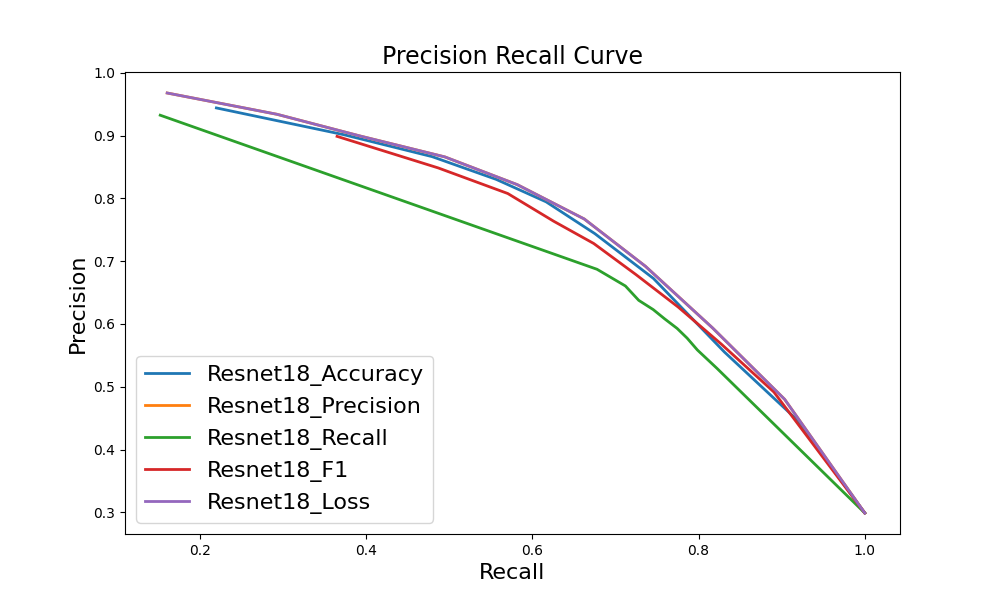 Precision Recall Curve
1.0
0.9
0.8
0.7
0.6
0.5
0.4
0.3
Precision
Resnet18_Accuracy
Resnet18_Precision
Resnet18_Recall
Resnet18_F1
Resnet18_Loss
0.2 0.4 0.6 0.8 1.0
Recall